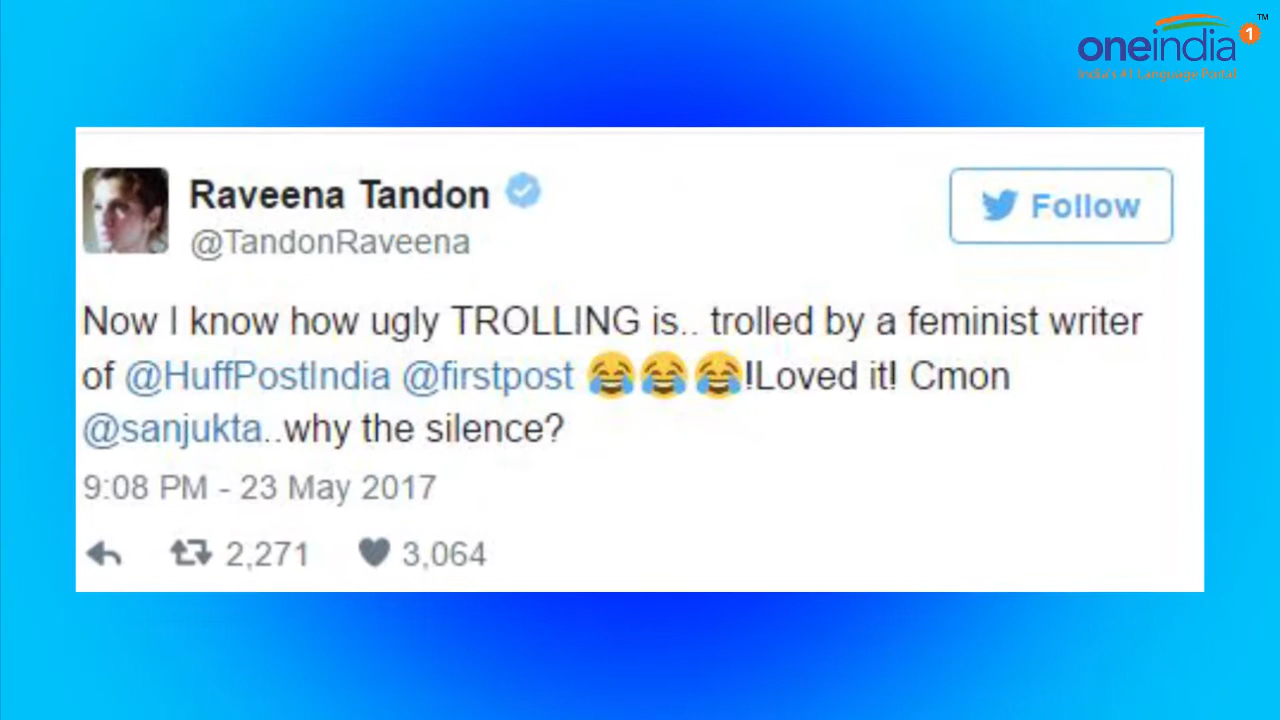 oneindia 1 ™
India's #1 Language Portal
Raveena Tandon
@TandonRaveena
Follow
Now I know how ugly TROLLING is.. trolled by a feminist writer
of @HuffPostIndia @firstpost 😂😂😂!Loved it! Cmon
@sanjukta..why the silence?
9:08 PM - 23 May 2017
2,271 3,064